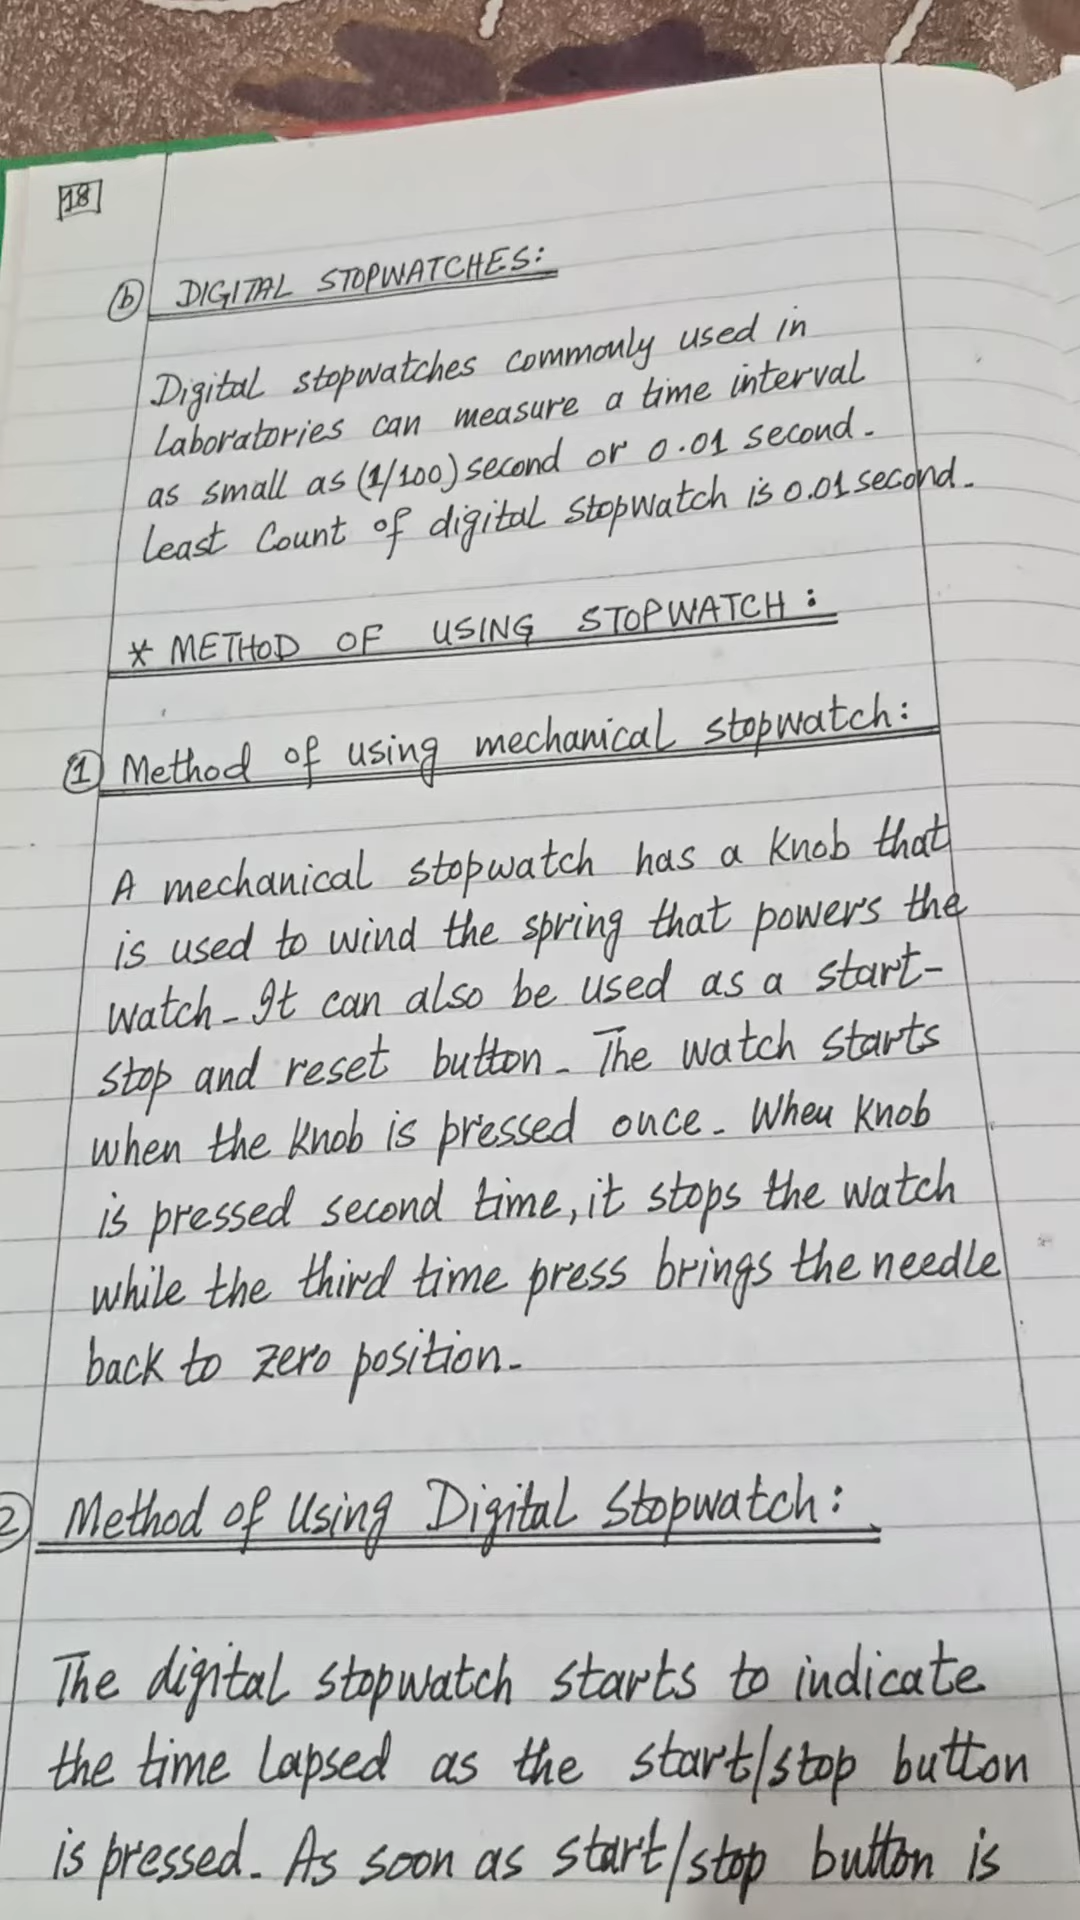 18
(b) DIGITAL STOPWATCHES:
Digital stopwatches commonly used in
Laboratories can measure a time interval
as small as (1/100) second or 0.01 second.
Least Count of digital stopwatch is 0.01 second.
* METHOD OF USING STOPWATCH:
(1) Method of using mechanical stopwatch:
A mechanical stopwatch has a knob that
is used to wind the spring that powers the
watch. It can also be used as a start-
stop and reset button. The watch starts
when the knob is pressed once. When knob
is pressed second time, it stops the watch
while the third time press brings the needle
back to zero position.
2) Method of Using Digital Stopwatch:
The digital stopwatch starts to indicate
the time lapsed as the start/stop button
is pressed. As soon as start/stop button is